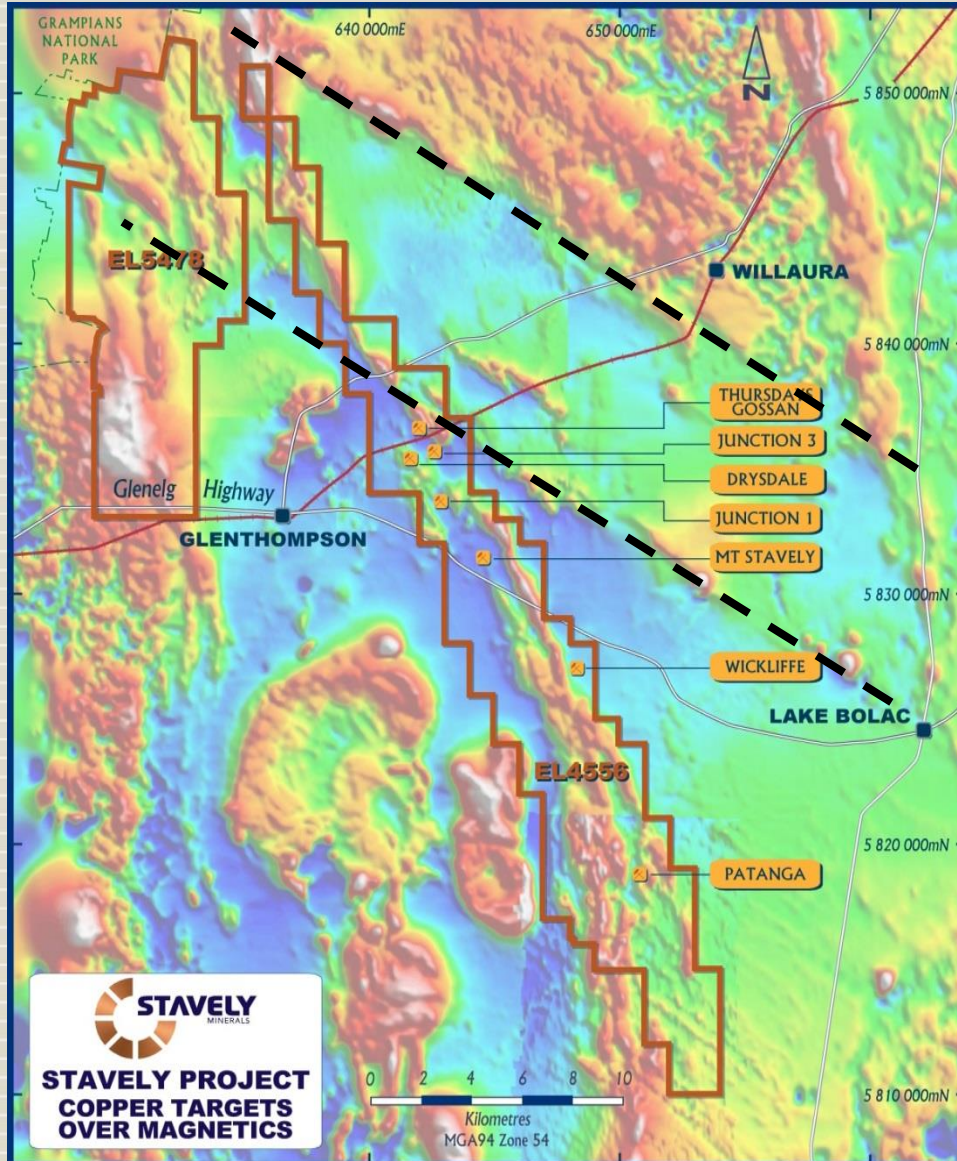 GRAMPIANS
NATIONAL
PARK
640 000mE
650 000mE
N
5 850 000mN
EL5478
WILLAURA
5 840 000mN
THURSDAYS
GOSSAN
JUNCTION 3
DRYSDALE
JUNCTION 1
Glenelg Highway
GLENTHOMPSON
MT STAVELY
5 830 000mN
WICKLIFFE
LAKE BOLAC
EL4556
5 820 000mN
PATANGA
STAVELY
MINERALS
STAVELY PROJECT
COPPER TARGETS
OVER MAGNETICS
0 2 4 6 8 10
Kilometres
MGA94 Zone 54
5 810 000mN